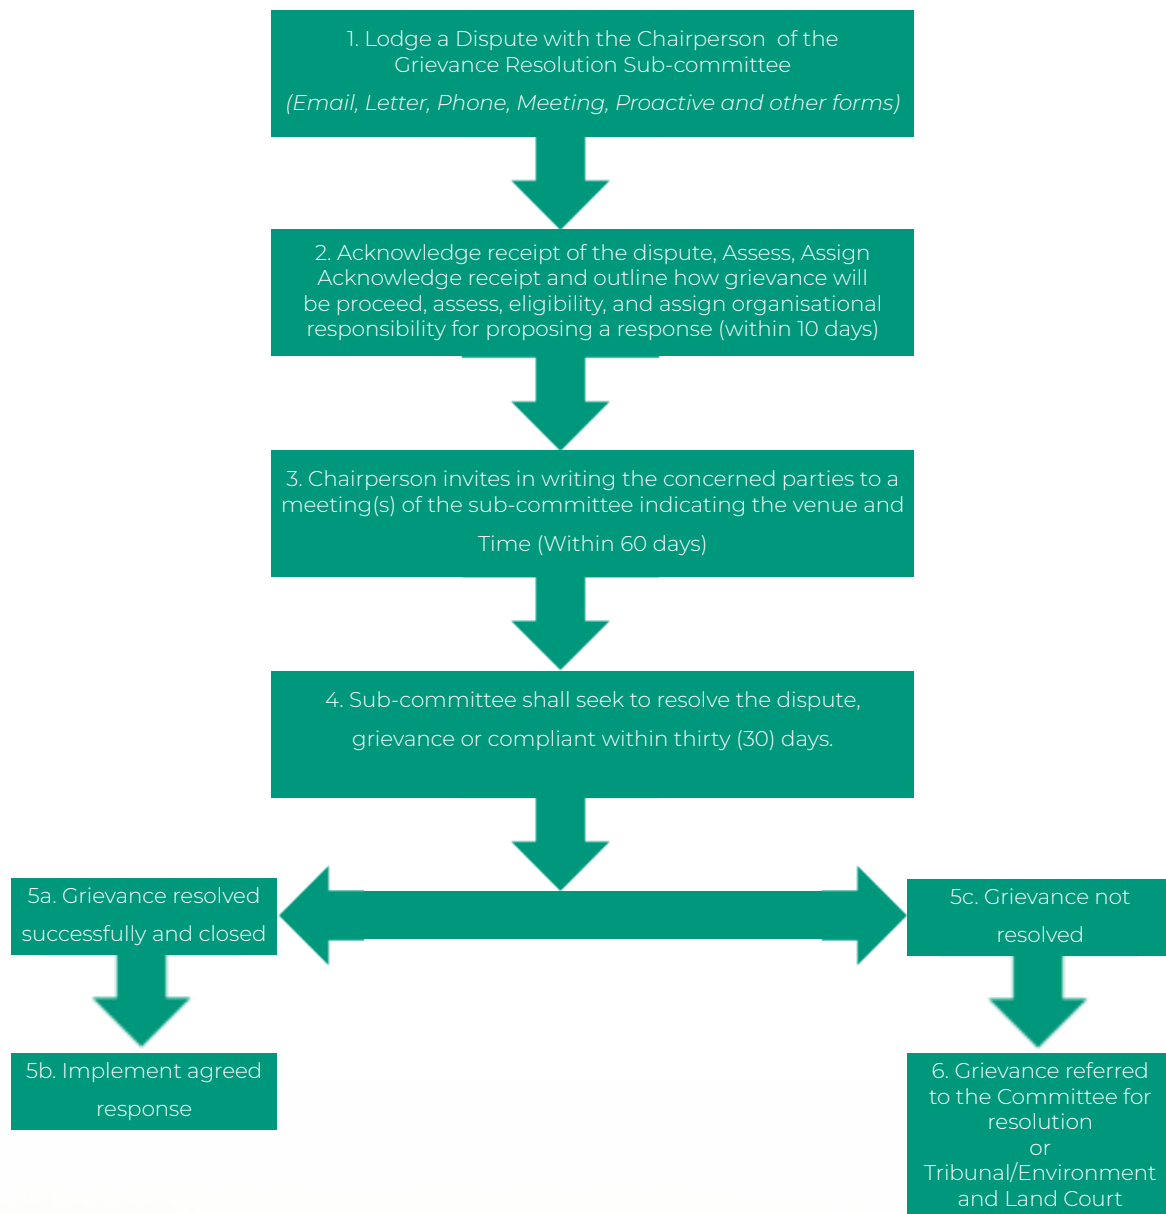 1. Lodge a Dispute with the Chairperson of the
Grievance Resolution Sub-committee
(Email, Letter, Phone, Meeting, Proactive and other forms)
2. Acknowledge receipt of the dispute, Assess, Assign
Acknowledge receipt and outline how grievance will
be proceed, assess, eligibility, and assign organisational
responsibility for proposing a response (within 10 days)
3. Chairperson invites in writing the concerned parties to a
meeting(s) of the sub-committee indicating the venue and
Time (Within 60 days)
4. Sub-committee shall seek to resolve the dispute,
grievance or compliant within thirty (30) days.
5a. Grievance resolved
successfully and closed
5c. Grievance not
resolved
5b. Implement agreed
response
6. Grievance referred
to the Committee for
resolution
or
Tribunal/Environment
and Land Court